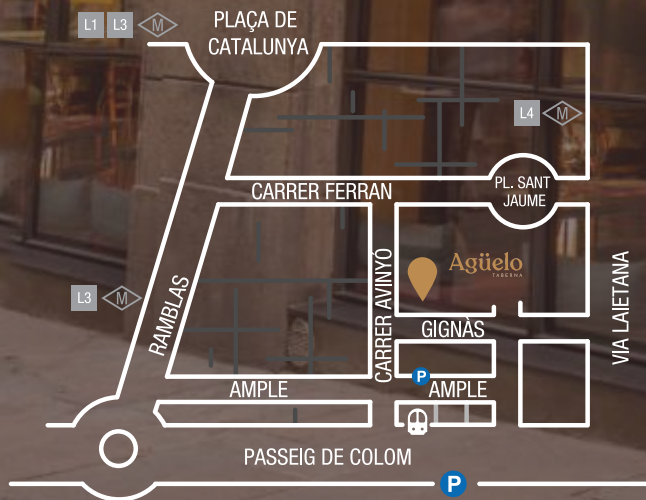 L1 L3 M
PLAÇA DE
CATALUNYA
L4 M
CARRER FERRAN
PL. SANT
JAUME
Agüelo
TABERNA
L3 M
RAMBLAS
CARRER AVINYÓ
VIA LAIETANA
GIGNÀS
P
AMPLE
AMPLE
PASSEIG DE COLOM
P